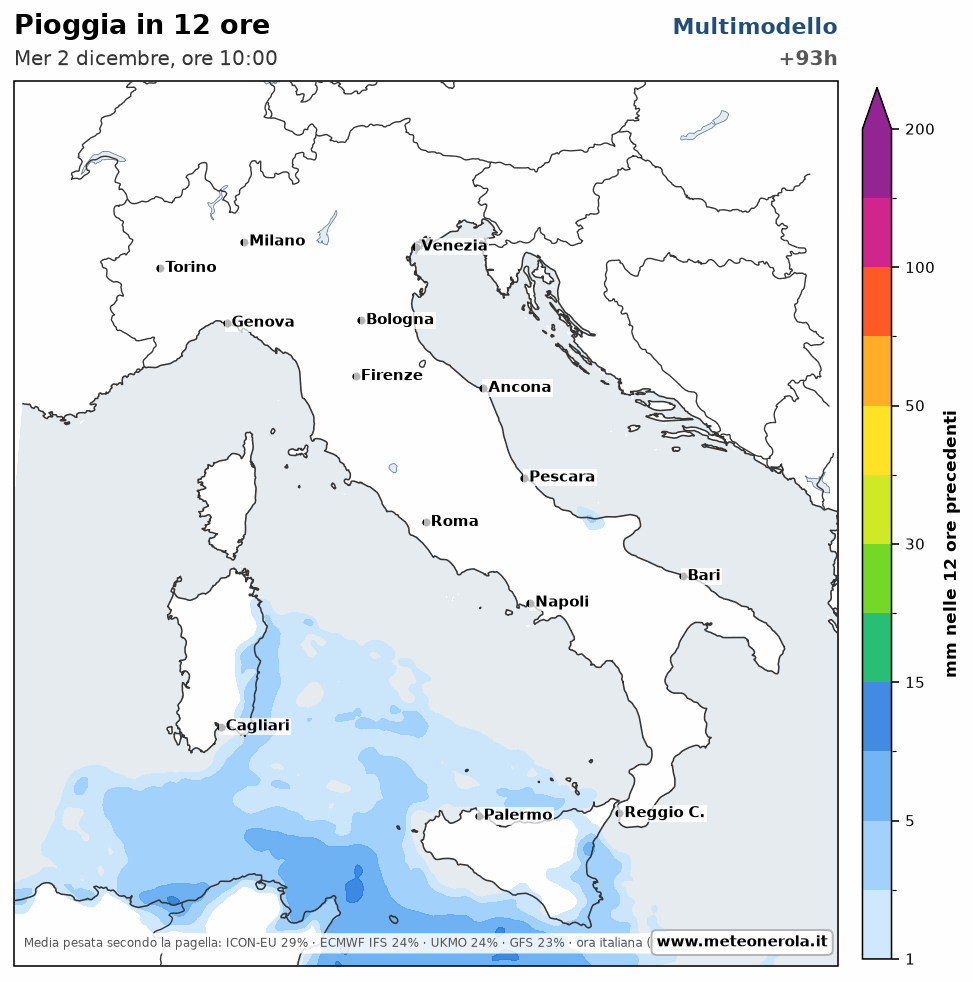 Pioggia in 12 ore
Multimodello
Mer 2 dicembre, ore 10:00
+93h
200
100
50
30
15
5
1
mm nelle 12 ore precedenti
Milano
Venezia
Torino
Genova
Bologna
Firenze
Ancona
Pescara
Roma
Bari
Napoli
Cagliari
Palermo
Reggio C.
Media pesata secondo la pagella: ICON-EU 29% · ECMWF IFS 24% · UKMO 24% · GFS 23% · ora italiana (
www.meteonerola.it